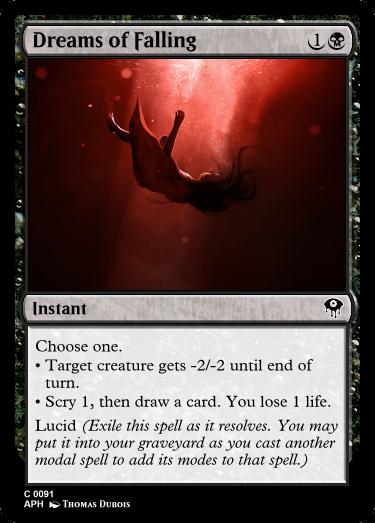 Dreams of Falling 1
Instant
Choose one.
• Target creature gets -2/-2 until end of
turn.
• Scry 1, then draw a card. You lose 1 life.
Lucid (Exile this spell as it resolves. You may
put it into your graveyard as you cast another
modal spell to add its modes to that spell.)
C 0091
APH Thomas Dubois